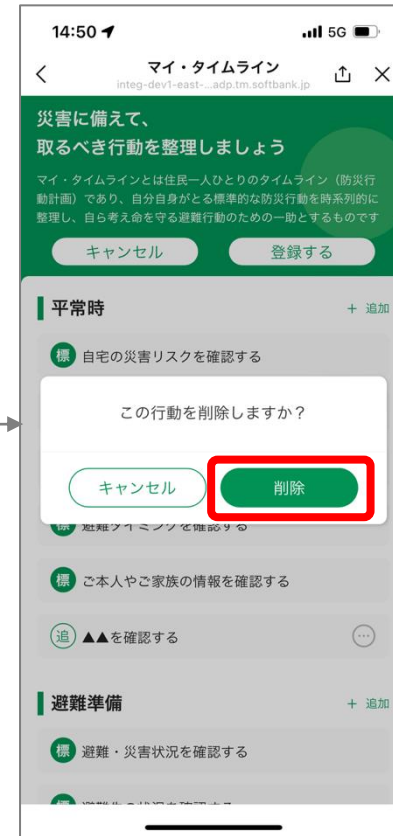 14:50
5G
マイ・タイムライン
integ-dev1-east-...adp.tm.softbank.jp
災害に備えて、
取るべき行動を整理しましょう
マイ・タイムラインとは住民一人ひとりのタイムライン（防災行
動計画）であり、自分自身がとる標準的な防災行動を時系列的に
整理し、自ら考え命を守る避難行動のための一助とするものです
キャンセル 登録する
平常時 + 追加
標 自宅の災害リスクを確認する
この行動を削除しますか？
キャンセル 削除
標 避難タイミングを確認する
標 ご本人やご家族の情報を確認する
追 ▲▲を確認する
避難準備 + 追加
標 避難・災害状況を確認する